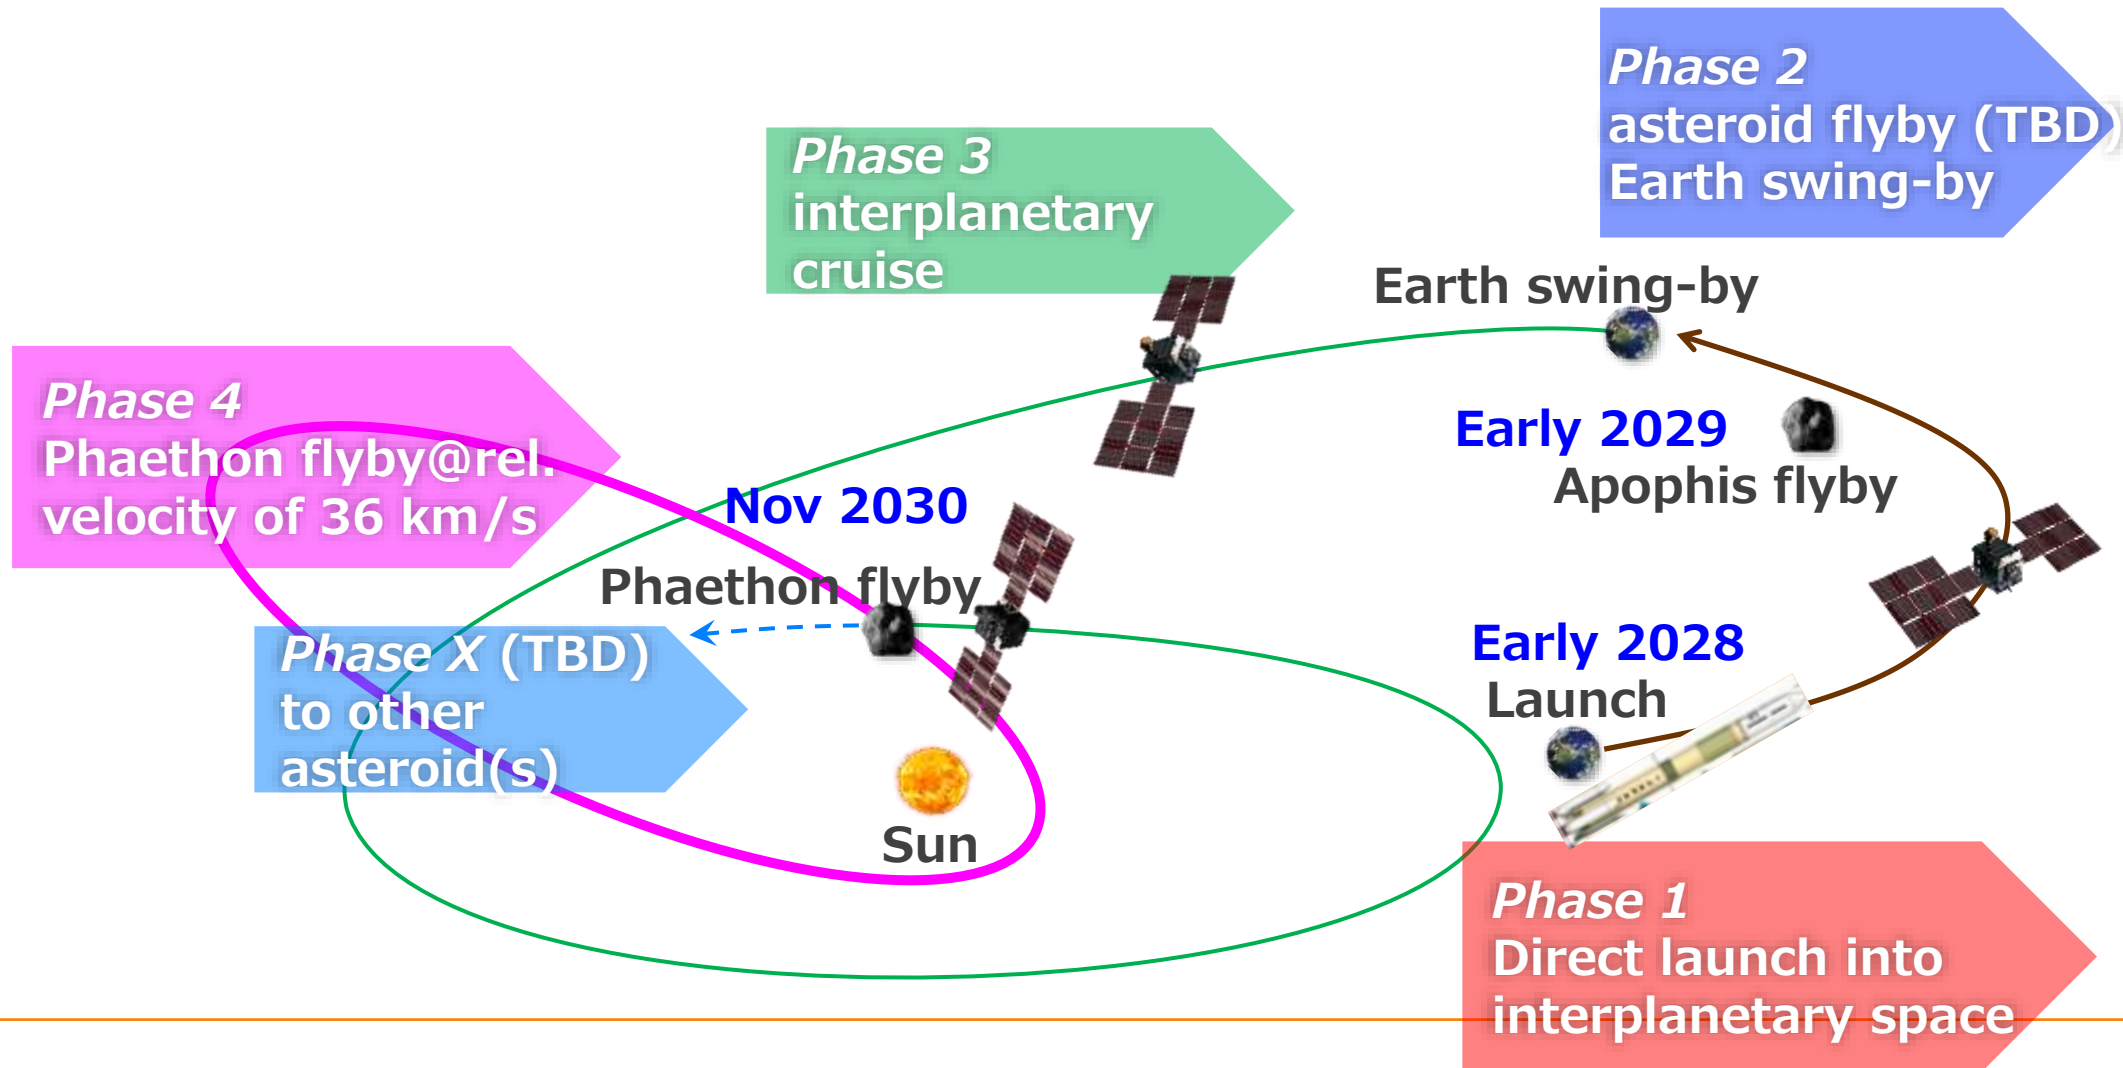 Phase 2
asteroid flyby (TBD)
Earth swing-by
Phase 3
interplanetary
cruise
Earth swing-by
Phase 4
Phaethon flyby@rel.
velocity of 36 km/s
Early 2029
Apophis flyby
Nov 2030
Phaethon flyby
Phase X (TBD)
to other
asteroid(s)
Early 2028
Launch
Sun
Phase 1
Direct launch into
interplanetary space